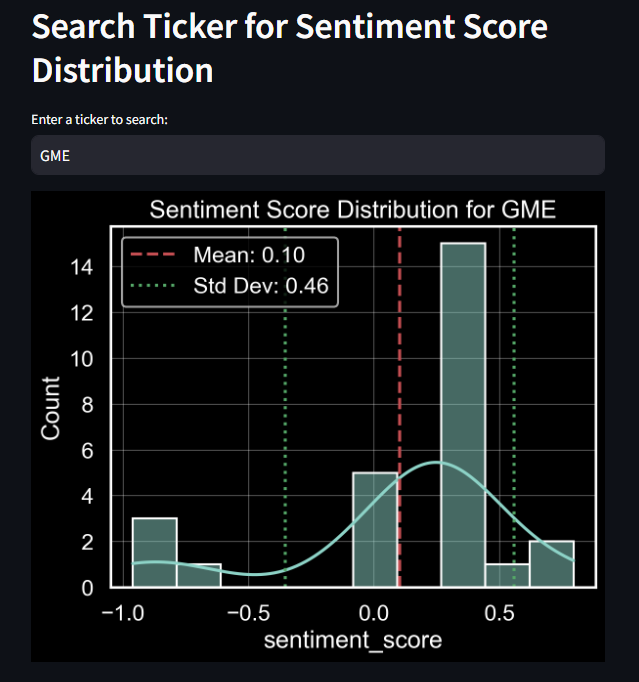 Search Ticker for Sentiment Score
Distribution
Enter a ticker to search:
GME
Sentiment Score Distribution for GME
Mean: 0.10
Std Dev: 0.46
14
12
10
8
6
4
2
0
Count
−1.0 −0.5 0.0 0.5
sentiment_score